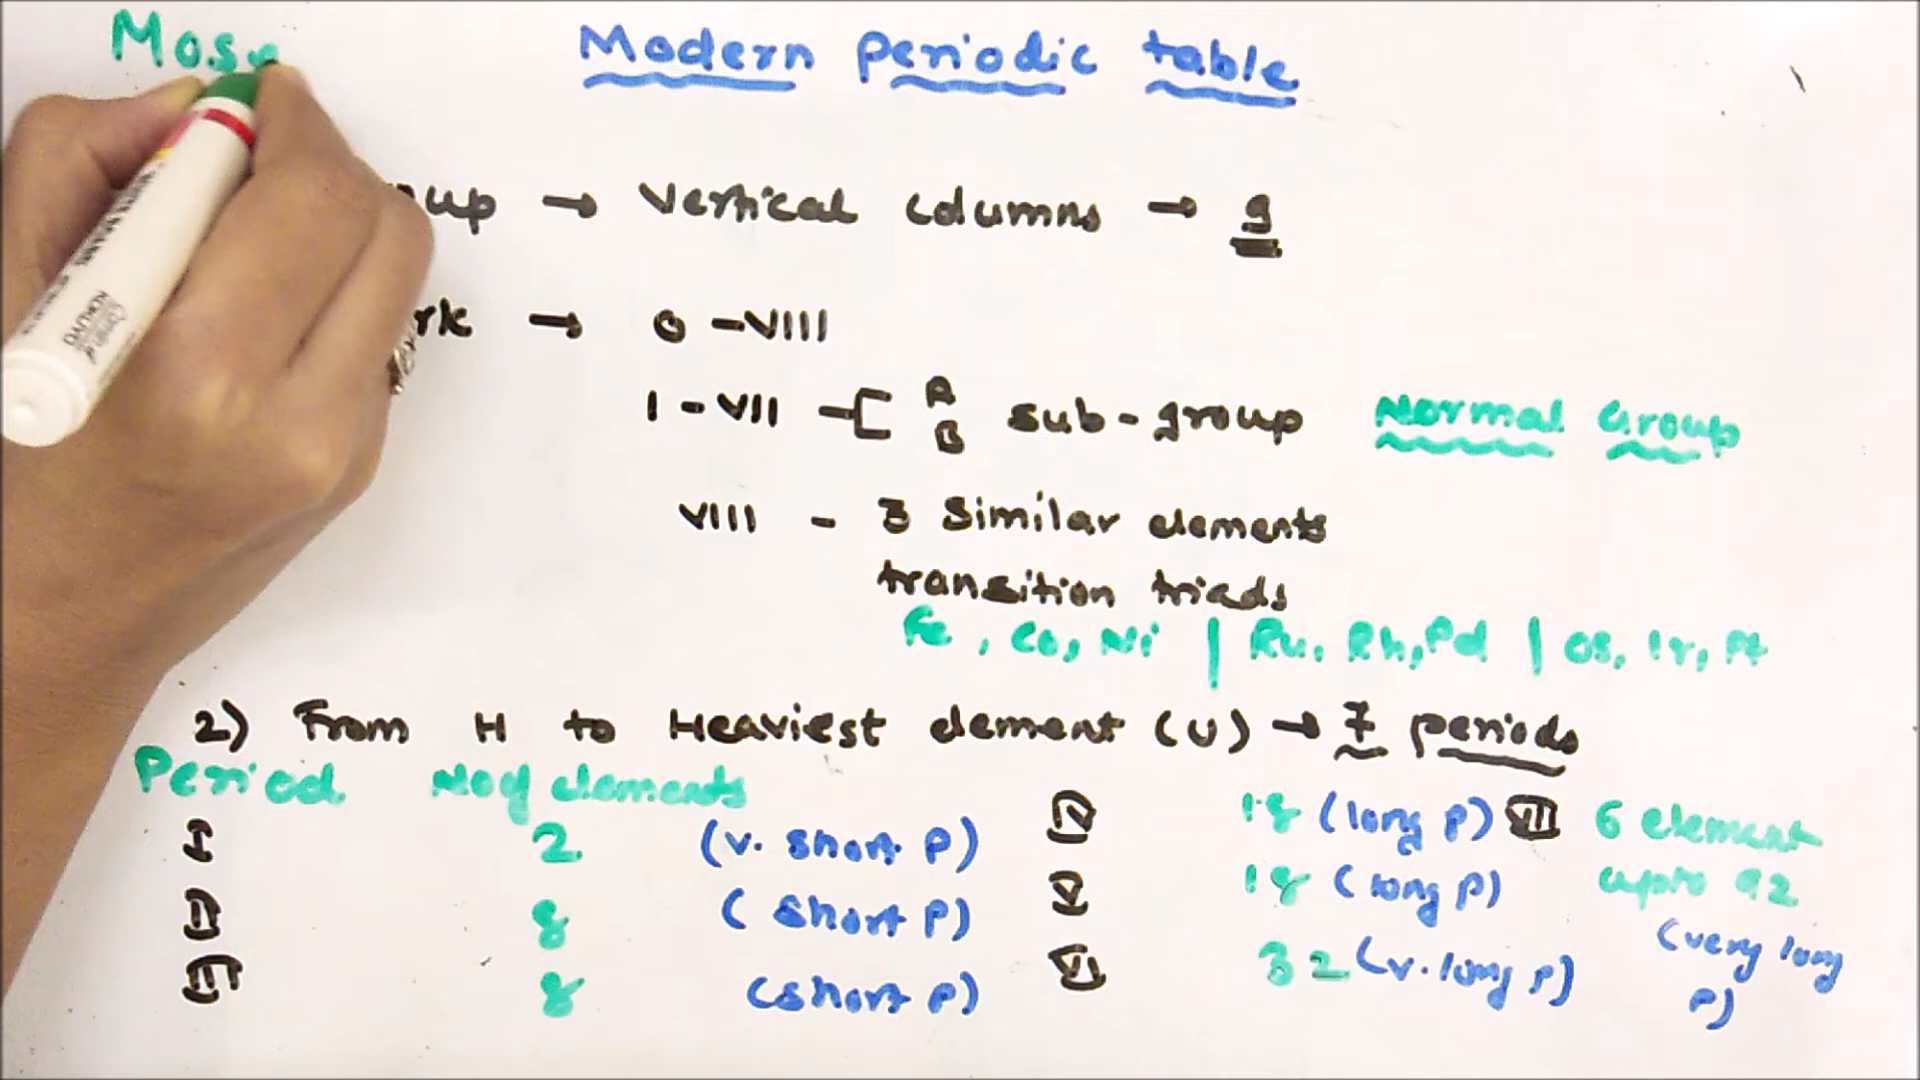 Mose
Modern Periodic table
up → Vertical columns → 9
rk → 0 - VIII
I - VII - [ A B sub-group Normal Group
VIII - 3 Similar elements
transition triads
Fe, Co, Ni | Ru, Rh, Pd | Os, Ir, Pt
2) From H to Heaviest element (U) → 7 periods
Period No of elements
I 2 (v. short P) IV 18 (long P) VII 6 element
II 8 (short P) V 18 (long P) upto 92
III 8 (short P) VI 32 (v. long P) (very long P)
KOKUYO